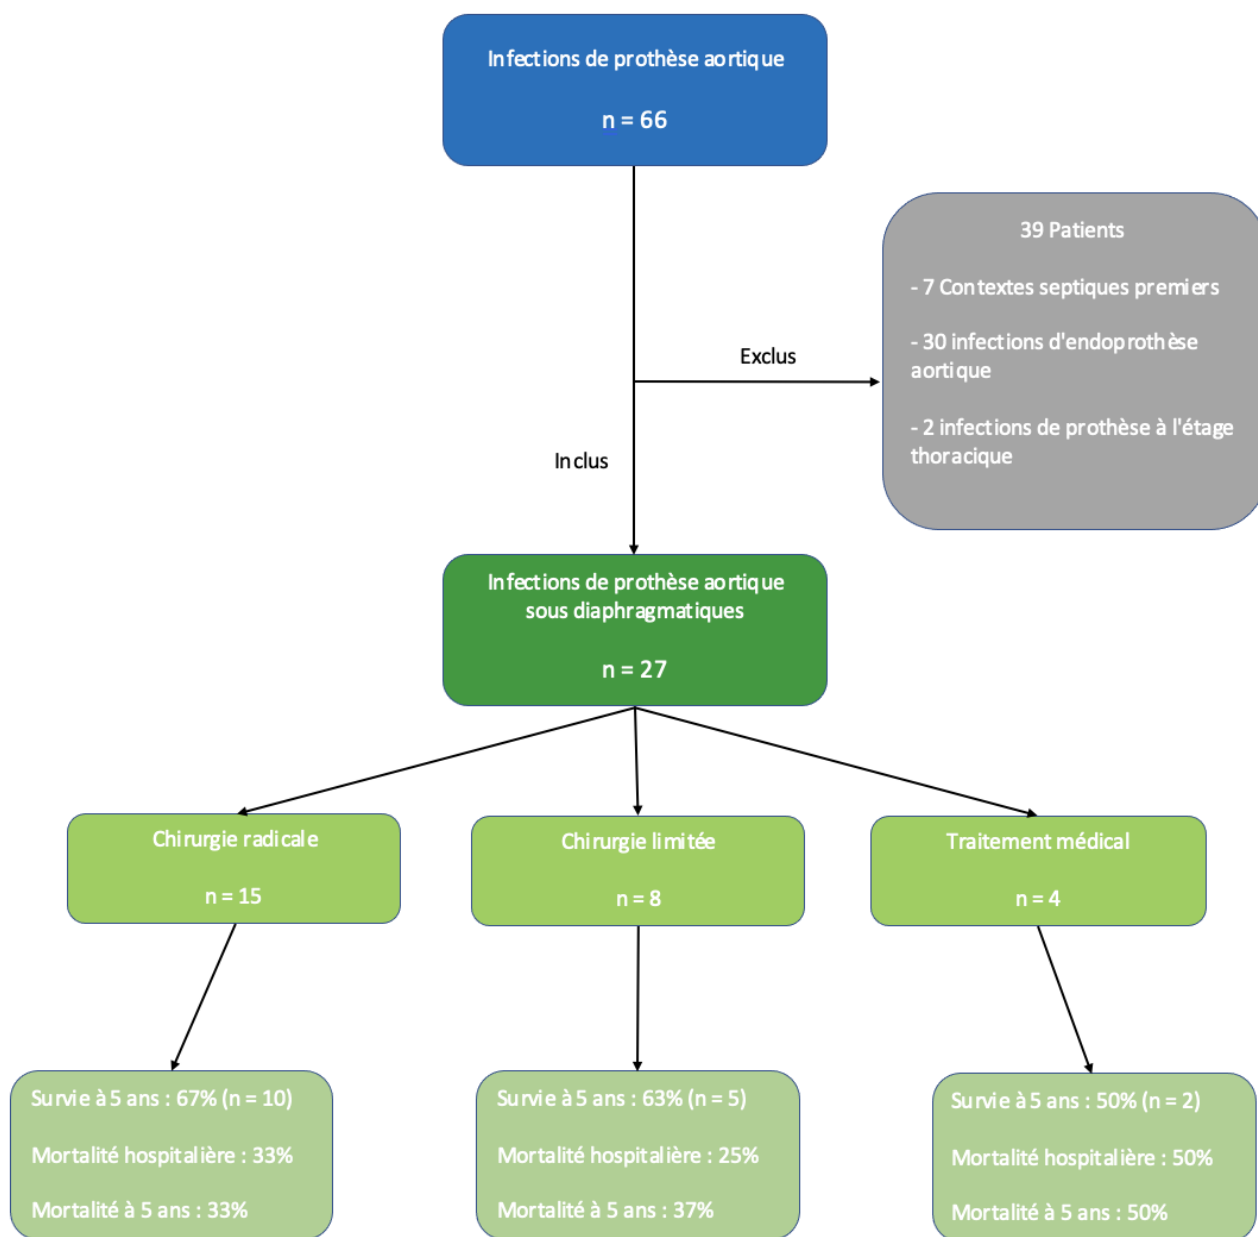 Infections de prothèse aortique
n = 66
39 Patients
- 7 Contextes septiques premiers
- 30 infections d'endoprothèse
aortique
- 2 infections de prothèse à l'étage
thoracique
Exclus
Inclus
Infections de prothèse aortique
sous diaphragmatiques
n = 27
Chirurgie radicale
n = 15
Chirurgie limitée
n = 8
Traitement médical
n = 4
Survie à 5 ans : 67% (n = 10)
Mortalité hospitalière : 33%
Mortalité à 5 ans : 33%
Survie à 5 ans : 63% (n = 5)
Mortalité hospitalière : 25%
Mortalité à 5 ans : 37%
Survie à 5 ans : 50% (n = 2)
Mortalité hospitalière : 50%
Mortalité à 5 ans : 50%